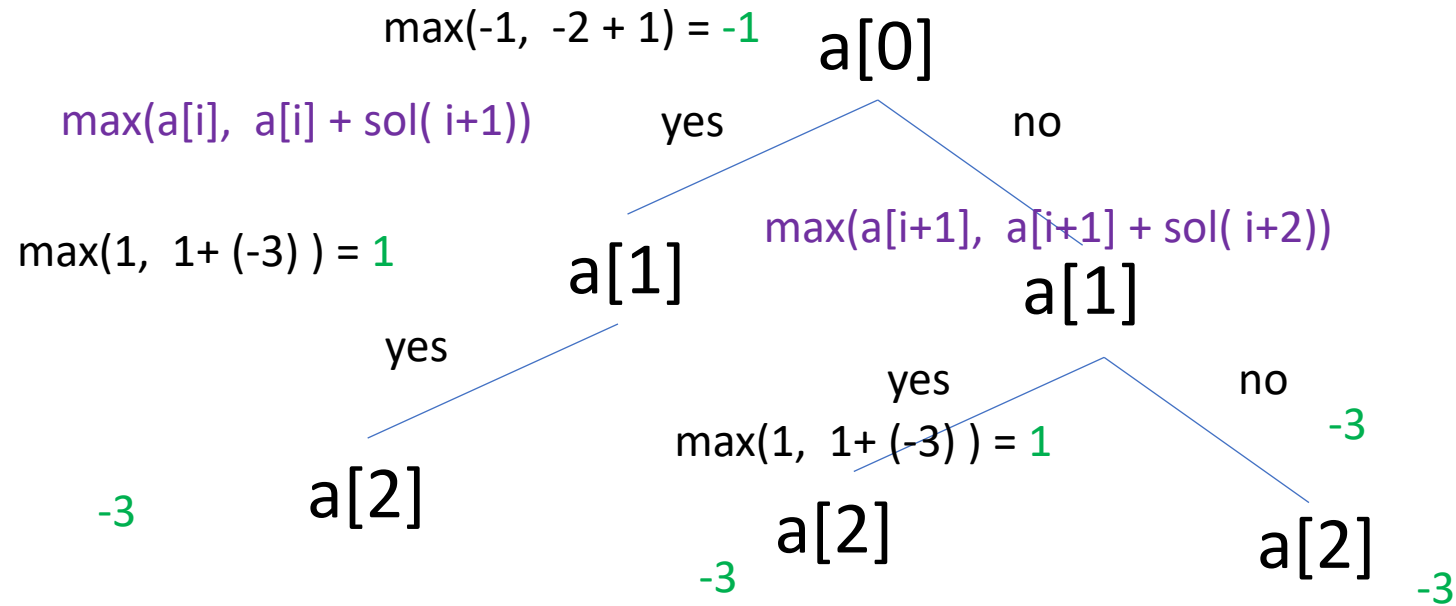 max(-1, -2 + 1) = -1
a[0]
max(a[i], a[i] + sol( i+1))
yes
no
max(a[i+1], a[i+1] + sol( i+2))
max(1, 1+ (-3) ) = 1
a[1]
a[1]
yes
yes
no
-3
max(1, 1+ (-3) ) = 1
-3
a[2]
a[2]
a[2]
-3
-3